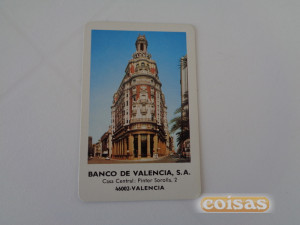 BANCO DE VALENCIA, S.A.
Casa Central: Pintor Sorolla, 2
46002-VALENCIA
coisas